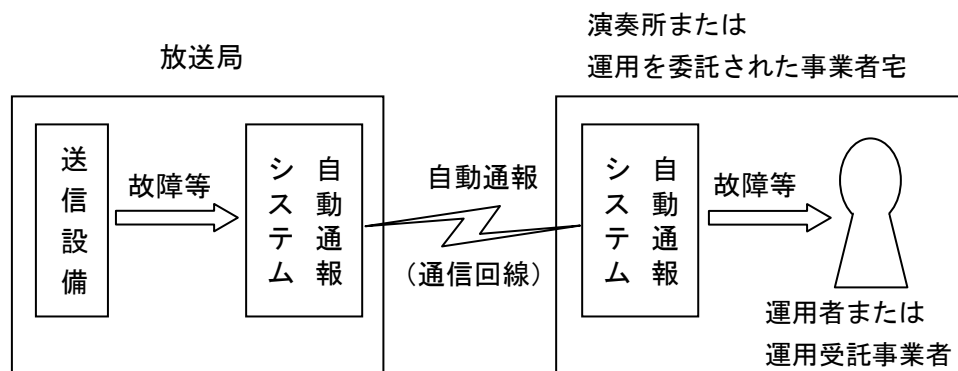 放送局
演奏所または
運用を委託された事業者宅
送信設備
故障等
自動通報
システム
自動通報
(通信回線)
自動通報
システム
故障等
運用者または
運用受託事業者